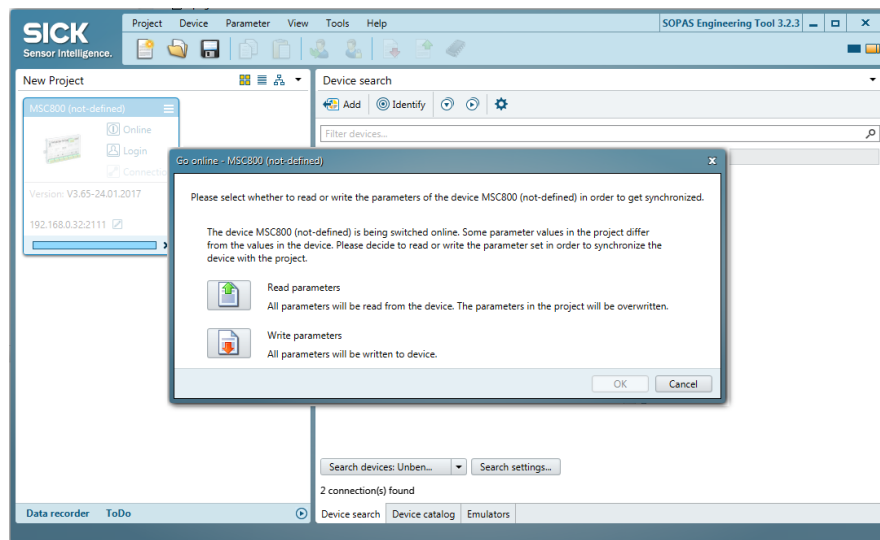 SICK
Sensor Intelligence.
Project Device Parameter View Tools Help
SOPAS Engineering Tool 3.2.3
New Project
Device search
MSC800 (not-defined)
Online
Login
Connection
Version: V3.65-24.01.2017
192.168.0.32:2111
Add Identify
Filter devices...
Go online - MSC800 (not-defined)
Please select whether to read or write the parameters of the device MSC800 (not-defined) in order to get synchronized.
The device MSC800 (not-defined) is being switched online. Some parameter values in the project differ
from the values in the device. Please decide to read or write the parameter set in order to synchronize the
device with the project.
Read parameters
All parameters will be read from the device. The parameters in the project will be overwritten.
Write parameters
All parameters will be written to device.
OK Cancel
Search devices: Unben... Search settings...
2 connection(s) found
Data recorder ToDo
Device search Device catalog Emulators